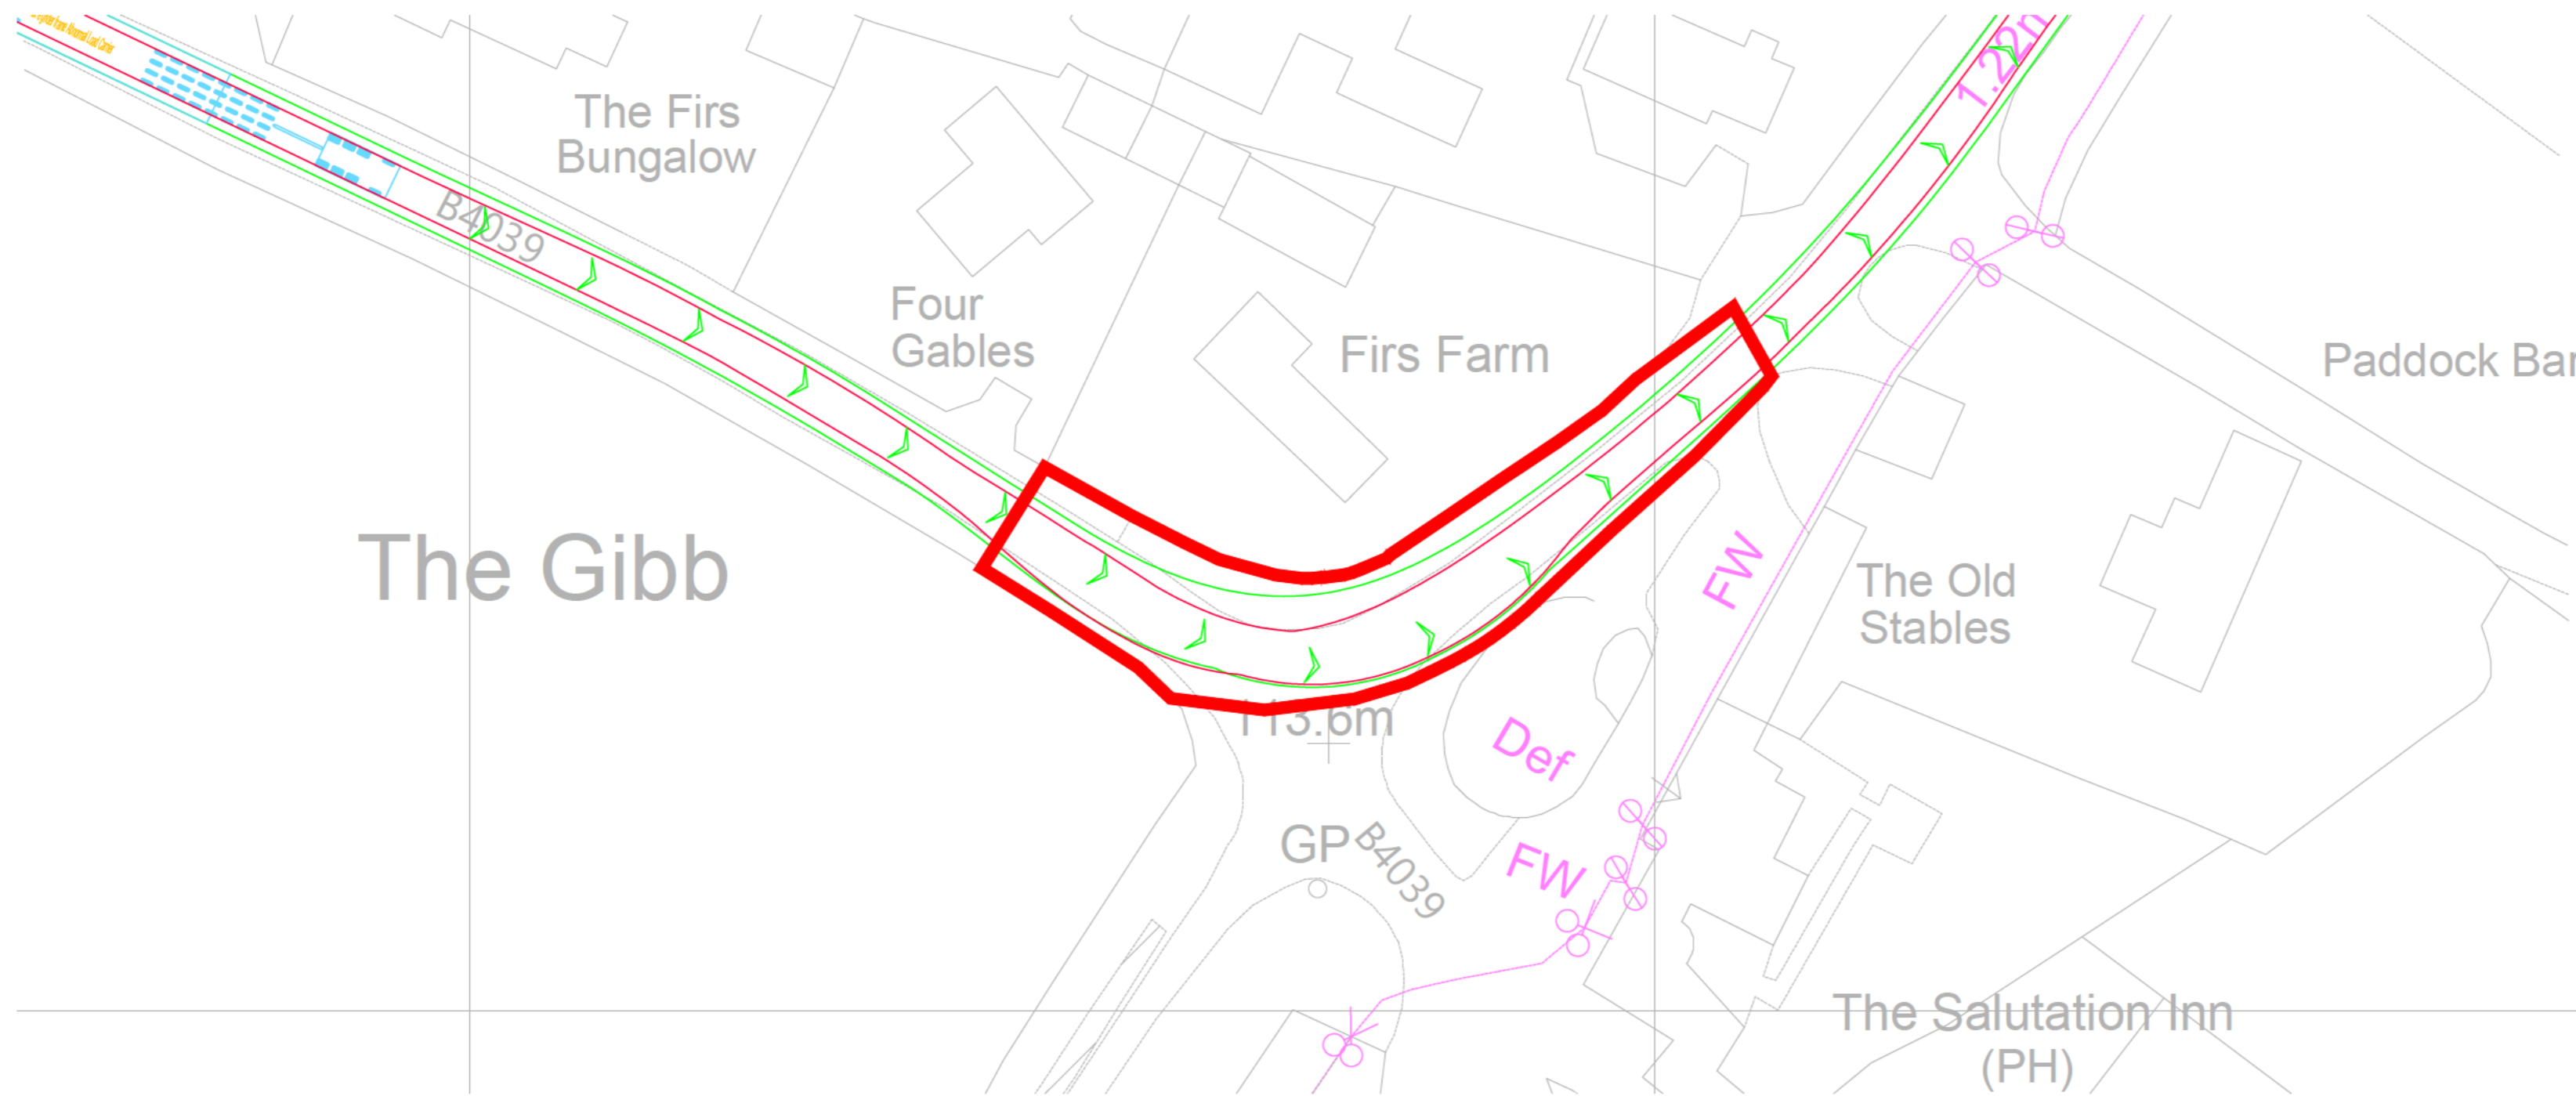 1.22m
The Firs
Bungalow
B4039
Four
Gables
Firs Farm
Paddock Bar
The Gibb
FW
The Old
Stables
113.6m
Def
GP
B4039
FW
The Salutation Inn
(PH)